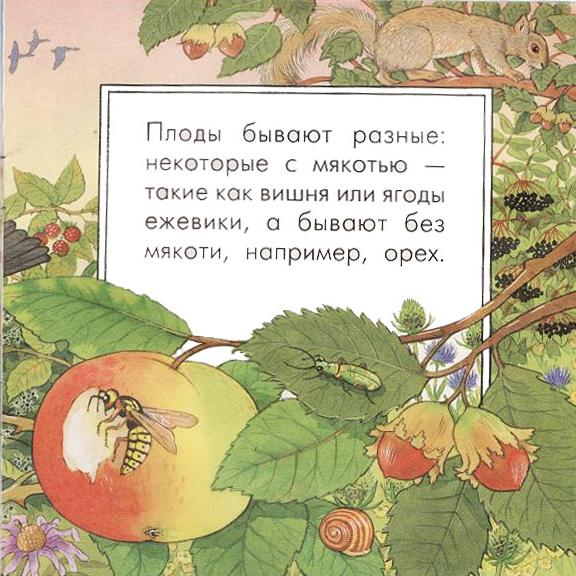 Плоды бывают разные:
некоторые с мякотью —
такие как вишня или ягоды
ежевики, а бывают без
мякоти, например, орех.